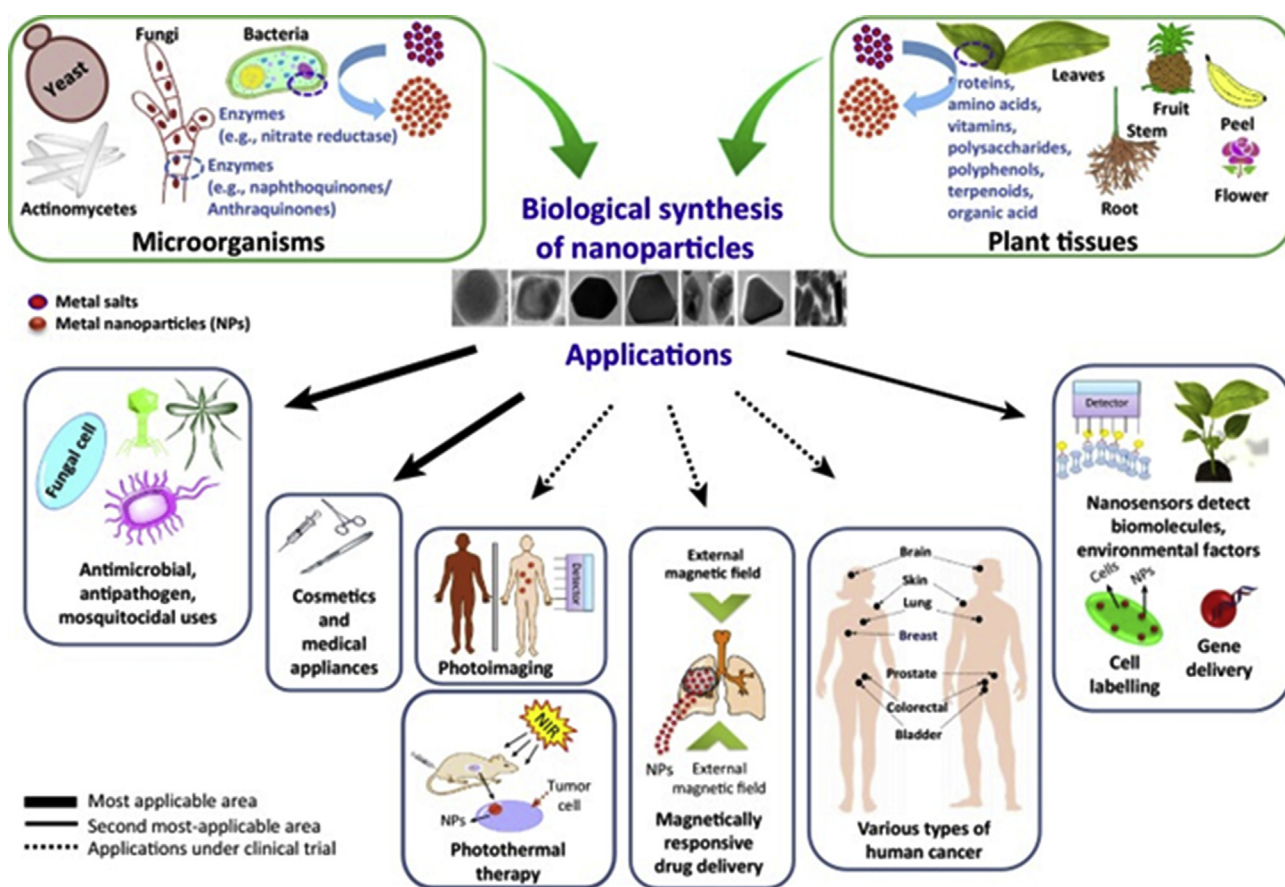 Yeast
Fungi
Bacteria
Enzymes
(e.g., nitrate reductase)
Enzymes
(e.g., naphthoquinones/
Anthraquinones)
Actinomycetes
Microorganisms
Leaves
Proteins,
amino acids,
vitamins,
polysaccharides,
polyphenols,
terpenoids,
organic acid
Fruit
Peel
Stem
Root
Flower
Plant tissues
Biological synthesis
of nanoparticles
Metal salts
Metal nanoparticles (NPs)
Applications
Fungal cell
Antimicrobial,
antipathogen,
mosquitocidal uses
Cosmetics
and
medical
appliances
Detector
Photoimaging
NIR
Tumor
cell
NPs
Photothermal
therapy
External
magnetic field
NPs
External
magnetic field
Magnetically
responsive
drug delivery
Brain
Skin
Lung
Breast
Prostate
Colorectal
Bladder
Various types of
human cancer
Detector
Nanosensors detect
biomolecules,
environmental factors
Cells
NPs
Cell
labelling
Gene
delivery
Most applicable area
Second most-applicable area
Applications under clinical trial